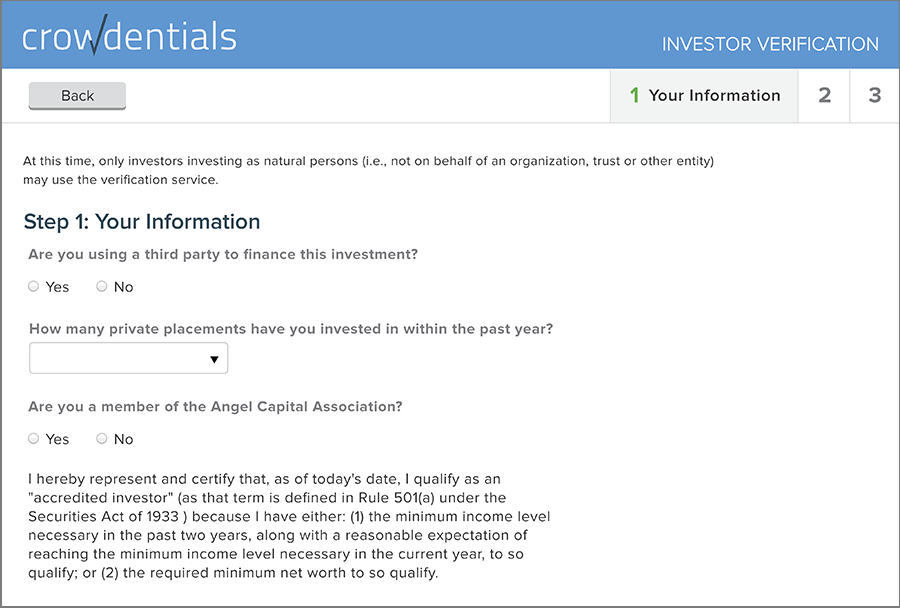 crowdentials
INVESTOR VERIFICATION
Back
1 Your Information
2
3
At this time, only investors investing as natural persons (i.e., not on behalf of an organization, trust or other entity)
may use the verification service.
Step 1: Your Information
Are you using a third party to finance this investment?
Yes No
How many private placements have you invested in within the past year?
Are you a member of the Angel Capital Association?
Yes No
I hereby represent and certify that, as of today's date, I qualify as an
"accredited investor" (as that term is defined in Rule 501(a) under the
Securities Act of 1933 ) because I have either: (1) the minimum income level
necessary in the past two years, along with a reasonable expectation of
reaching the minimum income level necessary in the current year, to so
qualify; or (2) the required minimum net worth to so qualify.